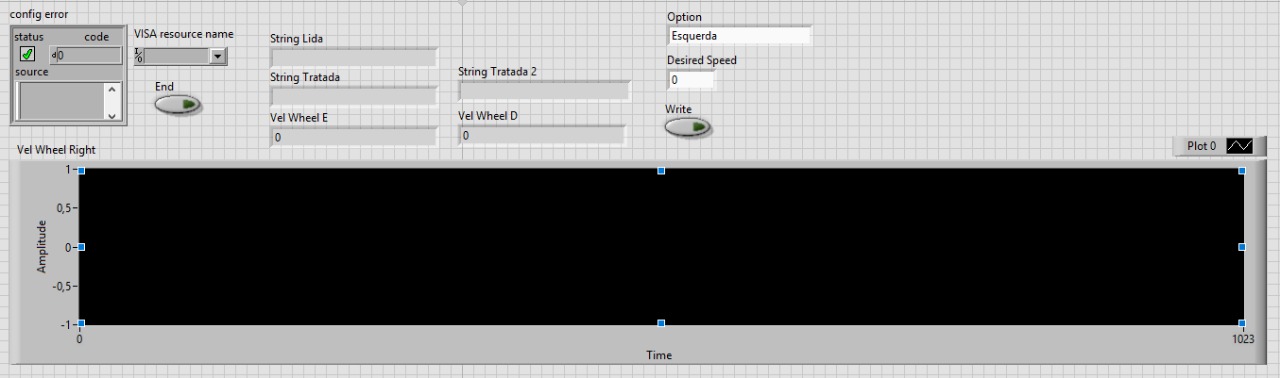 config error
status code
d 0
source
VISA resource name
I/O
End
String Lida
String Tratada
Vel Wheel E
0
String Tratada 2
Vel Wheel D
0
Option
Esquerda
Desired Speed
0
Write
Vel Wheel Right
Plot 0
Amplitude
1
0,5
0
-0,5
-1
0
1023
Time